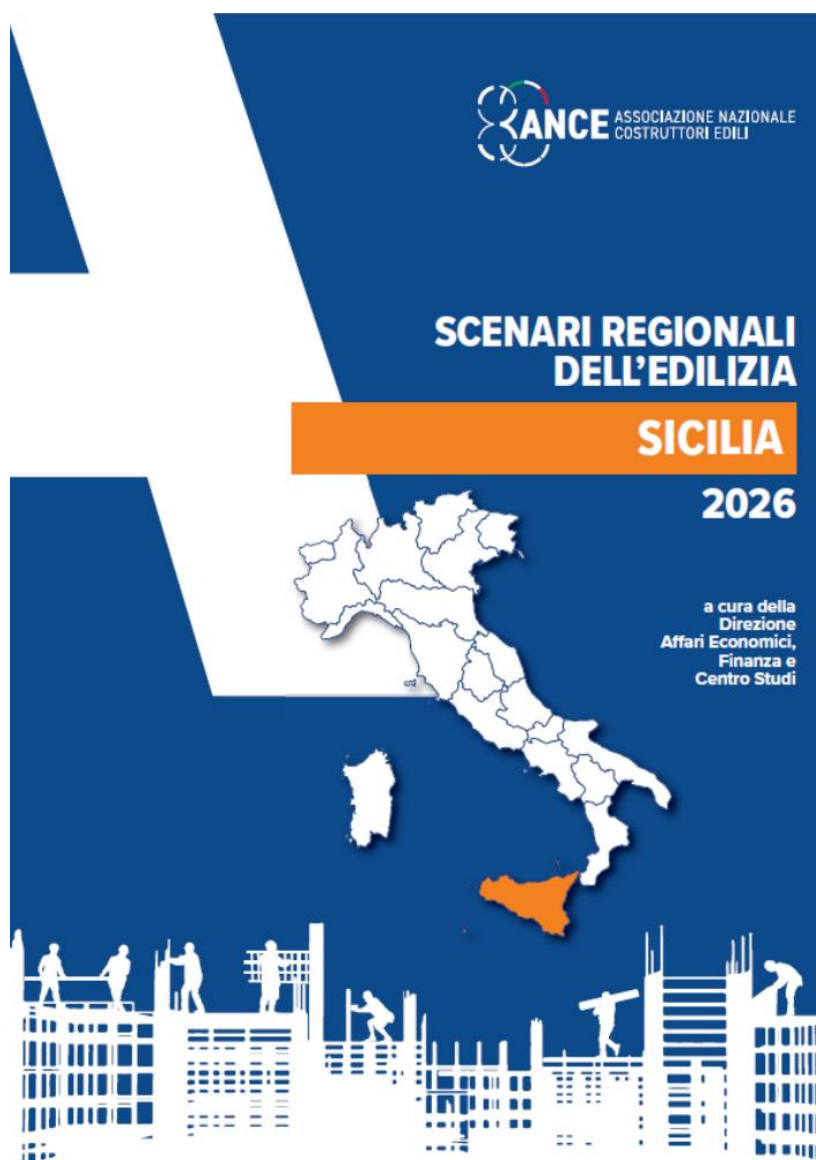 ANCE ASSOCIAZIONE NAZIONALE
COSTRUTTORI EDILI
SCENARI REGIONALI
DELL'EDILIZIA
SICILIA
2026
a cura della
Direzione
Affari Economici,
Finanza e
Centro Studi